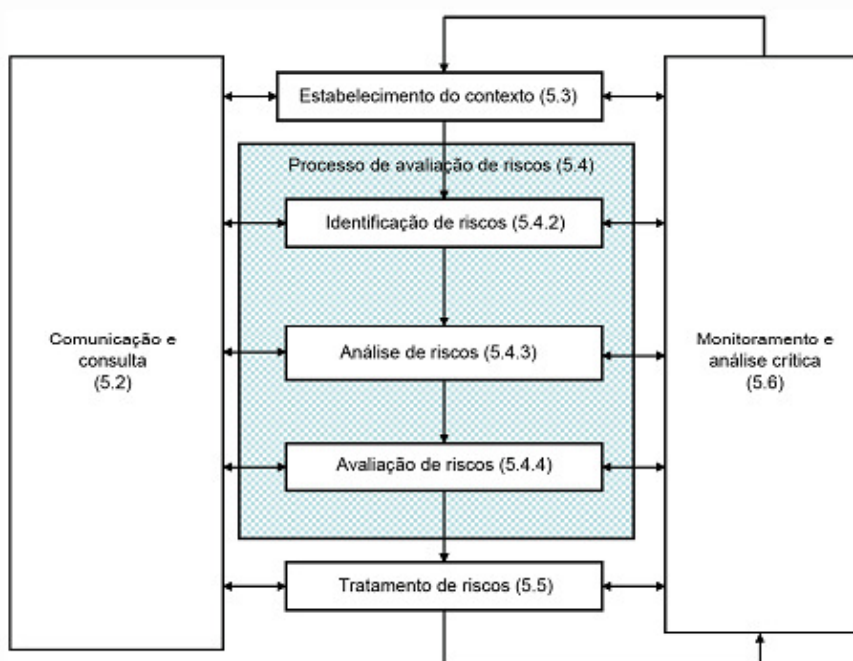 Estabelecimento do contexto (5.3)
Processo de avaliação de riscos (5.4)
Identificação de riscos (5.4.2)
Comunicação e
consulta
(5.2)
Análise de riscos (5.4.3)
Monitoramento e
análise crítica
(5.6)
Avaliação de riscos (5.4.4)
Tratamento de riscos (5.5)